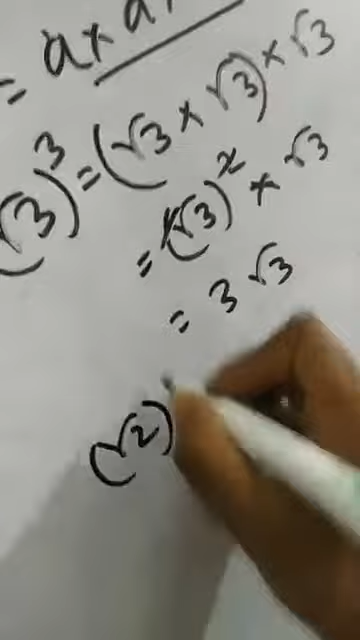 = a × a
(√3)³ = (√3 × √3) × √3
= (√3)² × √3
= 3√3
(√2)